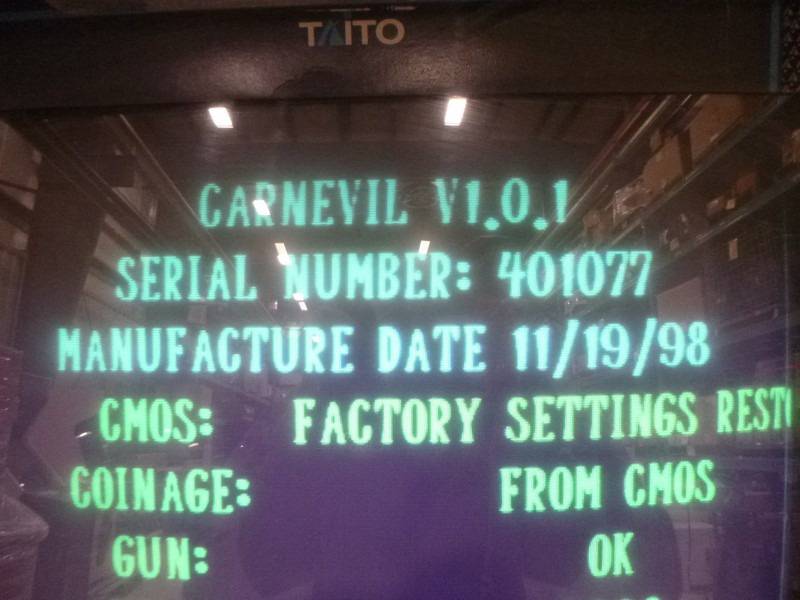 TAITO
CARNEVIL V1.0.1
SERIAL NUMBER: 401077
MANUFACTURE DATE 11/19/98
CMOS: FACTORY SETTINGS
COINAGE: FROM CMOS
GUN: OK